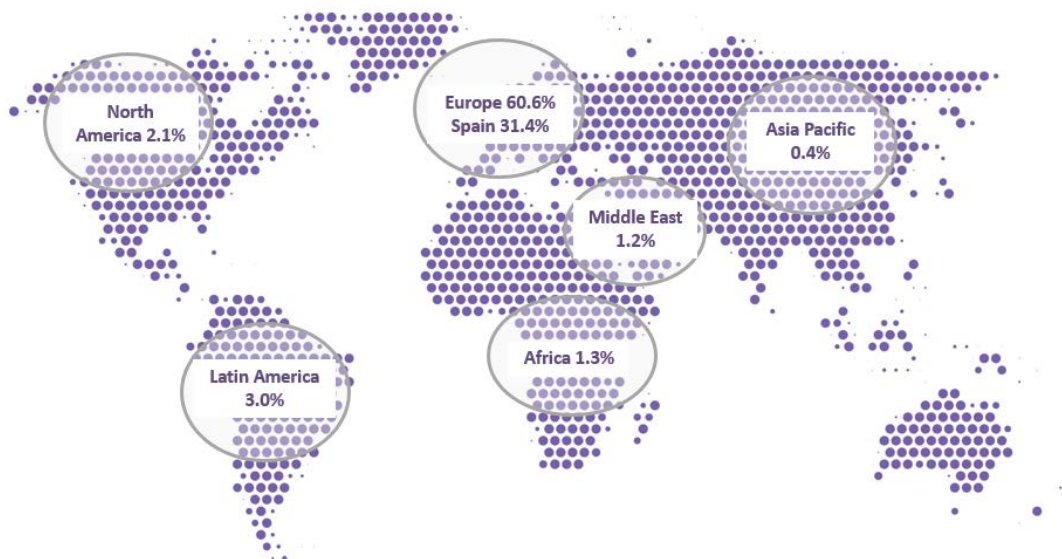 North
America 2.1%
Europe 60.6%
Spain 31.4%
Asia Pacific
0.4%
Middle East
1.2%
Africa 1.3%
Latin America
3.0%